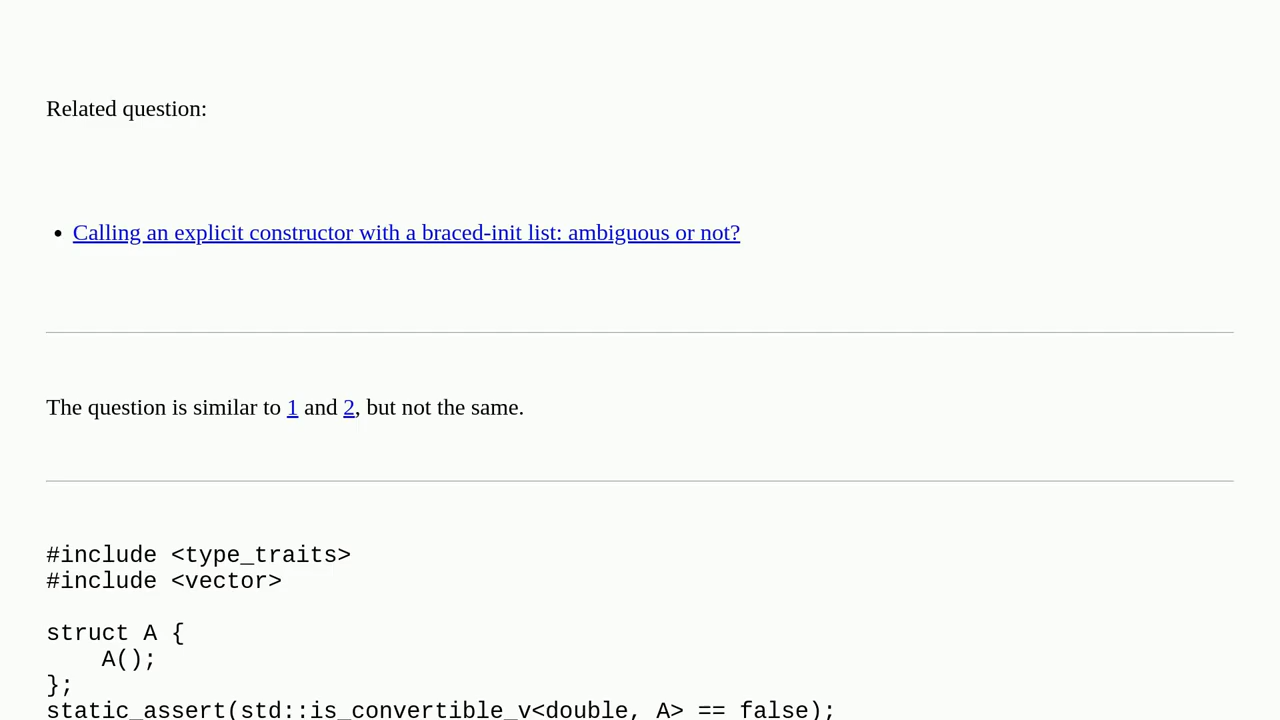 Related question:
• Calling an explicit constructor with a braced-init list: ambiguous or not?
The question is similar to 1 and 2, but not the same.
#include <type_traits>
#include <vector>
struct A {
    A();
};
static_assert(std::is_convertible_v<double, A> == false);